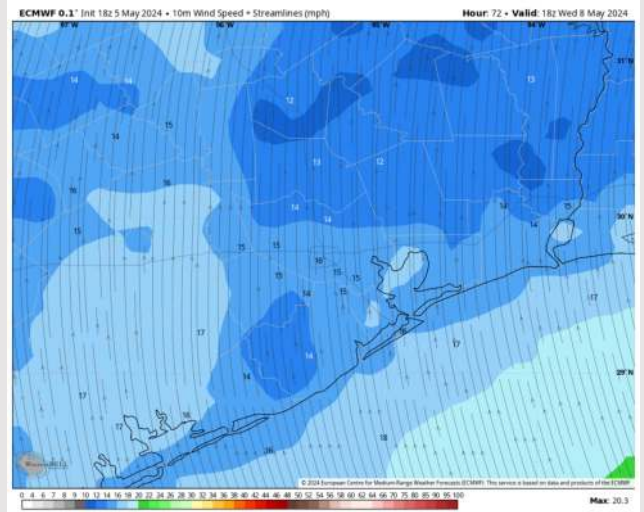 ECMWF 0.1° Init 18z 5 May 2024 • 10m Wind Speed + Streamlines (mph) Hour: 72 • Valid: 18z Wed 8 May 2024
97°W 96°W 95°W 94°W
31°N
14 14 13
12
15
14
13 12
16
14 14 15
14 14
30°N
15
15 15
16
15 15
15
14 15
17
16
17 17
14
14
29°N
17
16
17
18
16
WeatherBELL
© 2024 European Centre for Medium-Range Weather Forecasts (ECMWF). This service is based on data and products of the ECMWF.
0 4 6 8 9 10 12 14 16 18 20 22 24 26 28 30 32 34 36 38 40 42 44 46 48 50 52 54 56 58 60 64 66 70 75 80 85 90 95 100
Max: 20.3